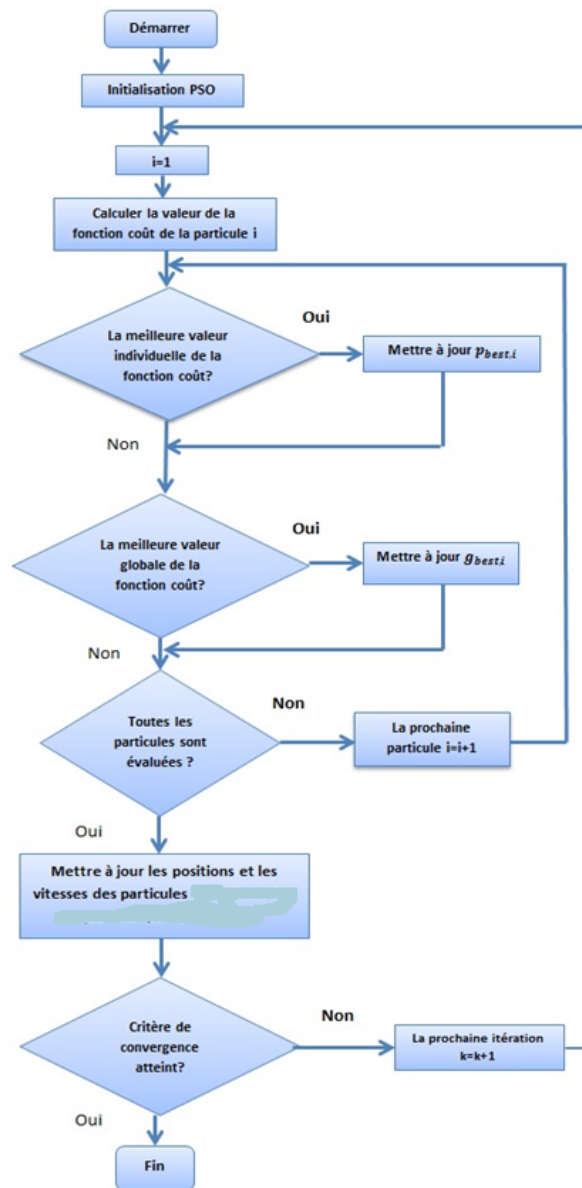 Démarrer
Initialisation PSO
i=1
Calculer la valeur de la
fonction coût de la particule i
Oui
La meilleure valeur
individuelle de la
fonction coût?
Mettre à jour p_best,i
Non
Oui
La meilleure valeur
globale de la
fonction coût?
Mettre à jour g_besti
Non
Non
Toutes les
particules sont
évaluées ?
La prochaine
particule i=i+1
Oui
Mettre à jour les positions et les
vitesses des particules
Non
Critère de
convergence
atteint?
La prochaine itération
k=k+1
Oui
Fin